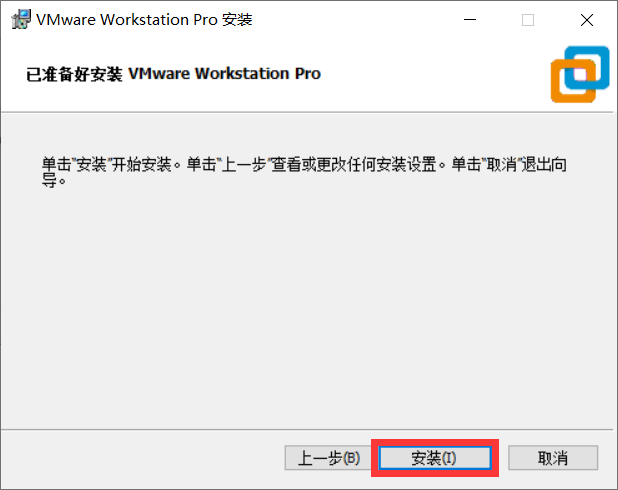 VMware Workstation Pro 安装
已准备好安装 VMware Workstation Pro
单击“安装”开始安装。单击“上一步”查看或更改任何安装设置。单击“取消”退出向
导。
上一步(B)
安装(I)
取消